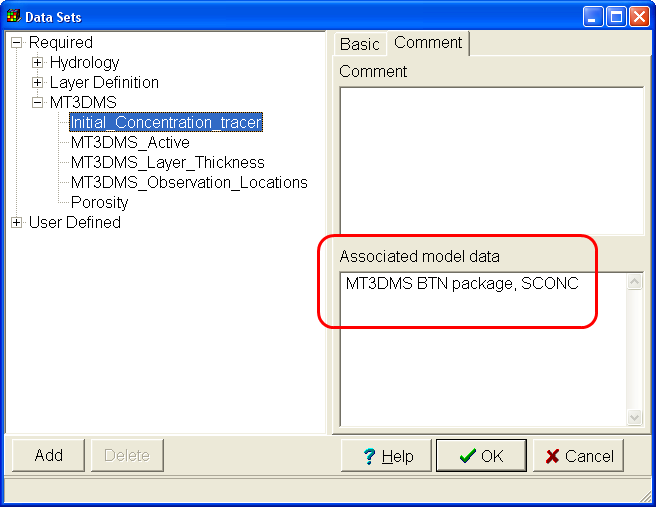 Data Sets
Required
Hydrology
Layer Definition
MT3DMS
Initial_Concentration_tracer
MT3DMS_Active
MT3DMS_Layer_Thickness
MT3DMS_Observation_Locations
Porosity
User Defined
Basic Comment
Comment
Associated model data
MT3DMS BTN package, SCONC
Add Delete ? Help OK Cancel